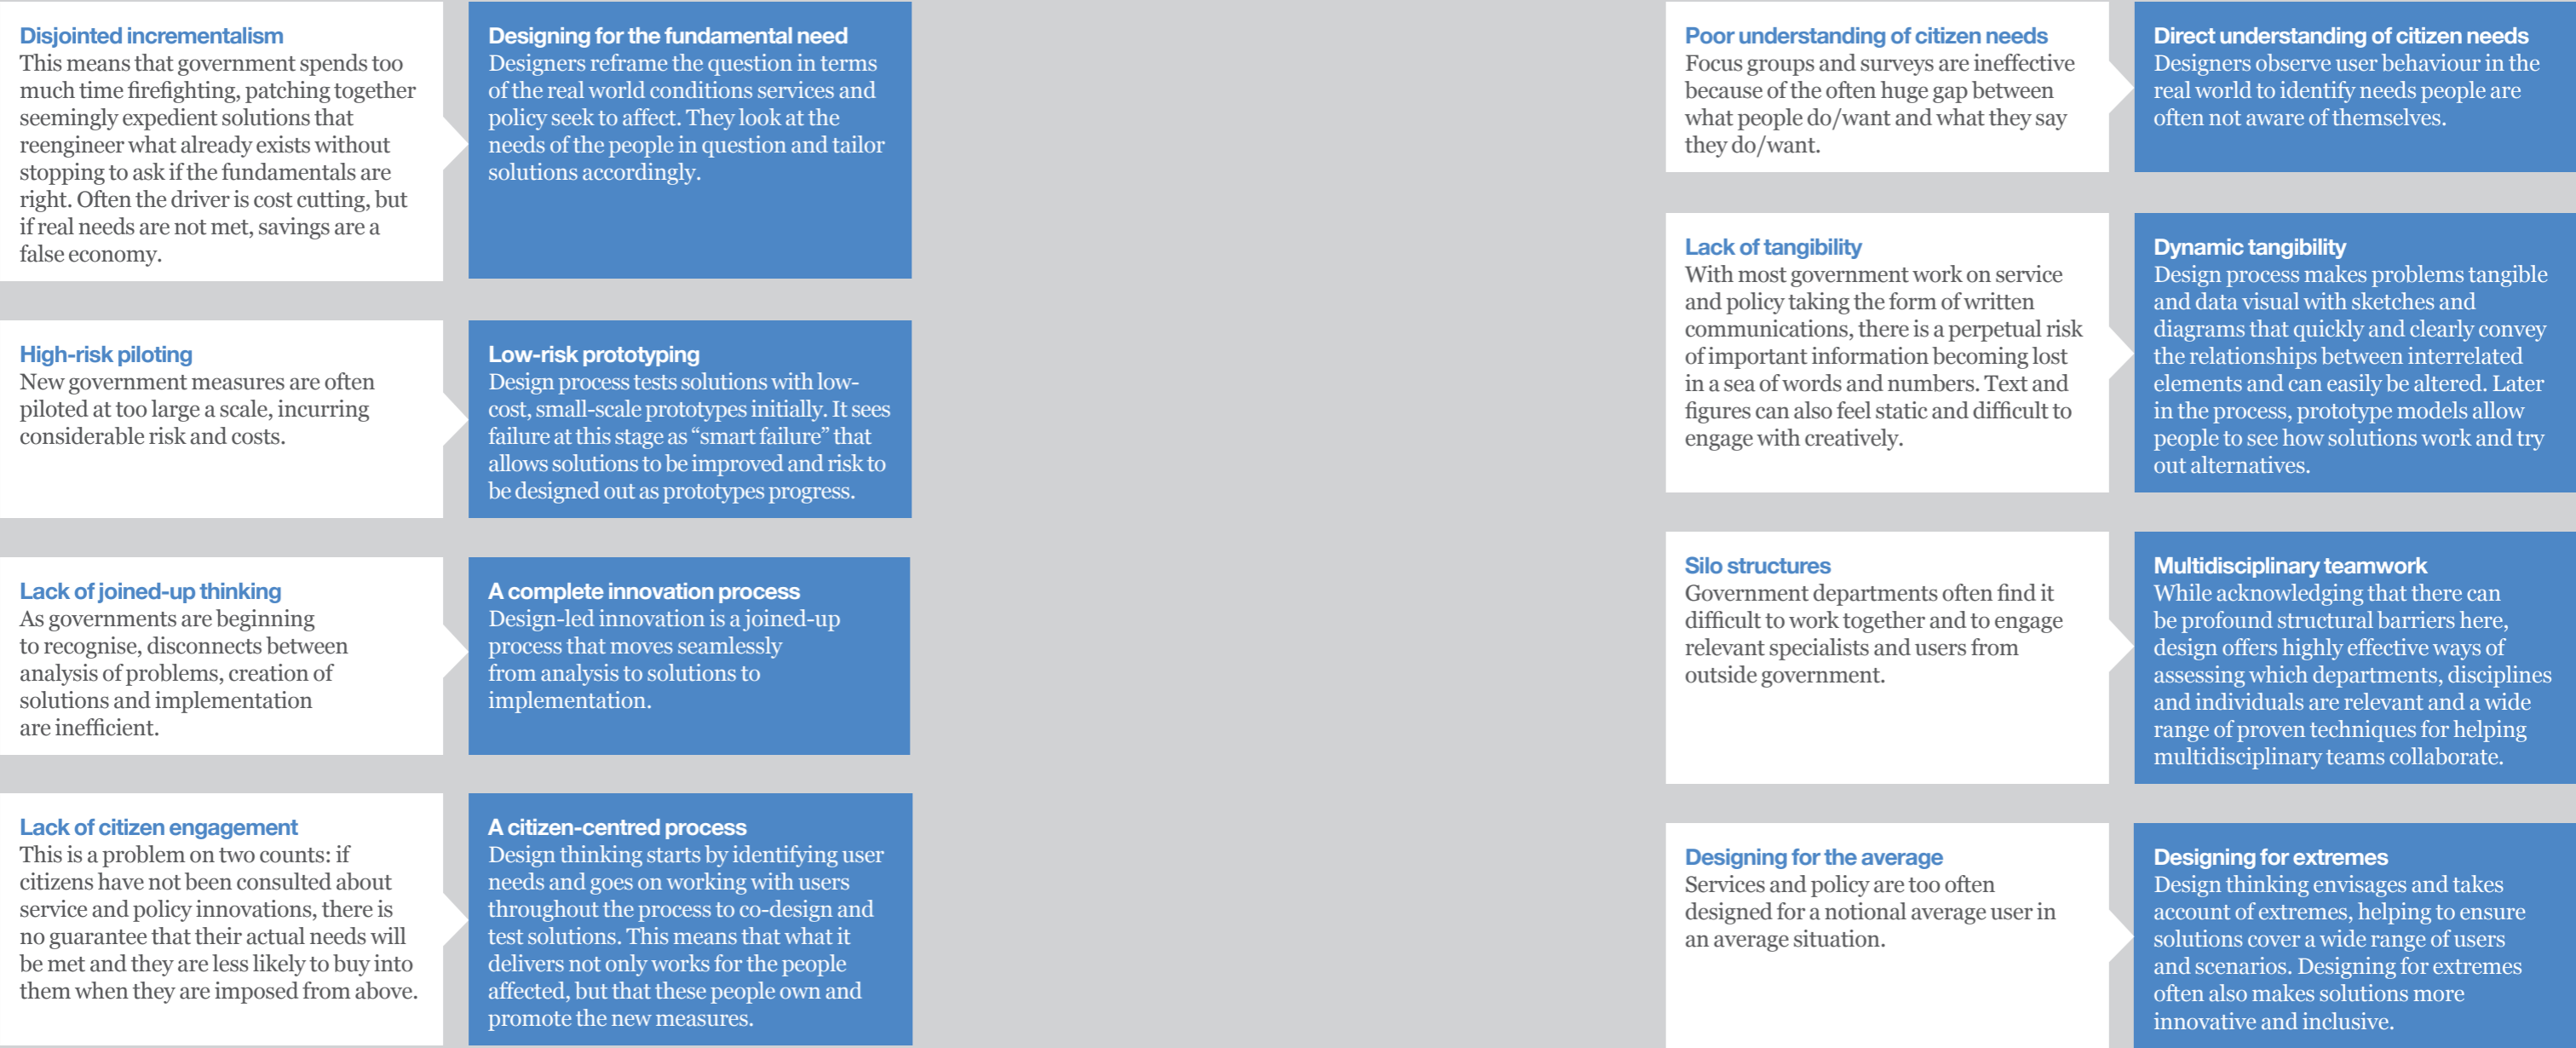 Disjointed incrementalism
This means that government spends too
much time firefighting, patching together
seemingly expedient solutions that
reengineer what already exists without
stopping to ask if the fundamentals are
right. Often the driver is cost cutting, but
if real needs are not met, savings are a
false economy.
Designing for the fundamental need
Designers reframe the question in terms
of the real world conditions services and
policy seek to affect. They look at the
needs of the people in question and tailor
solutions accordingly.
High-risk piloting
New government measures are often
piloted at too large a scale, incurring
considerable risk and costs.
Low-risk prototyping
Design process tests solutions with low-
cost, small-scale prototypes initially. It sees
failure at this stage as “smart failure” that
allows solutions to be improved and risk to
be designed out as prototypes progress.
Lack of joined-up thinking
As governments are beginning
to recognise, disconnects between
analysis of problems, creation of
solutions and implementation
are inefficient.
A complete innovation process
Design-led innovation is a joined-up
process that moves seamlessly
from analysis to solutions to
implementation.
Lack of citizen engagement
This is a problem on two counts: if
citizens have not been consulted about
service and policy innovations, there is
no guarantee that their actual needs will
be met and they are less likely to buy into
them when they are imposed from above.
A citizen-centred process
Design thinking starts by identifying user
needs and goes on working with users
throughout the process to co-design and
test solutions. This means that what it
delivers not only works for the people
affected, but that these people own and
promote the new measures.
Poor understanding of citizen needs
Focus groups and surveys are ineffective
because of the often huge gap between
what people do/want and what they say
they do/want.
Direct understanding of citizen needs
Designers observe user behaviour in the
real world to identify needs people are
often not aware of themselves.
Lack of tangibility
With most government work on service
and policy taking the form of written
communications, there is a perpetual risk
of important information becoming lost
in a sea of words and numbers. Text and
figures can also feel static and difficult to
engage with creatively.
Dynamic tangibility
Design process makes problems tangible
and data visual with sketches and
diagrams that quickly and clearly convey
the relationships between interrelated
elements and can easily be altered. Later
in the process, prototype models allow
people to see how solutions work and try
out alternatives.
Silo structures
Government departments often find it
difficult to work together and to engage
relevant specialists and users from
outside government.
Multidisciplinary teamwork
While acknowledging that there can
be profound structural barriers here,
design offers highly effective ways of
assessing which departments, disciplines
and individuals are relevant and a wide
range of proven techniques for helping
multidisciplinary teams collaborate.
Designing for the average
Services and policy are too often
designed for a notional average user in
an average situation.
Designing for extremes
Design thinking envisages and takes
account of extremes, helping to ensure
solutions cover a wide range of users
and scenarios. Designing for extremes
often also makes solutions more
innovative and inclusive.